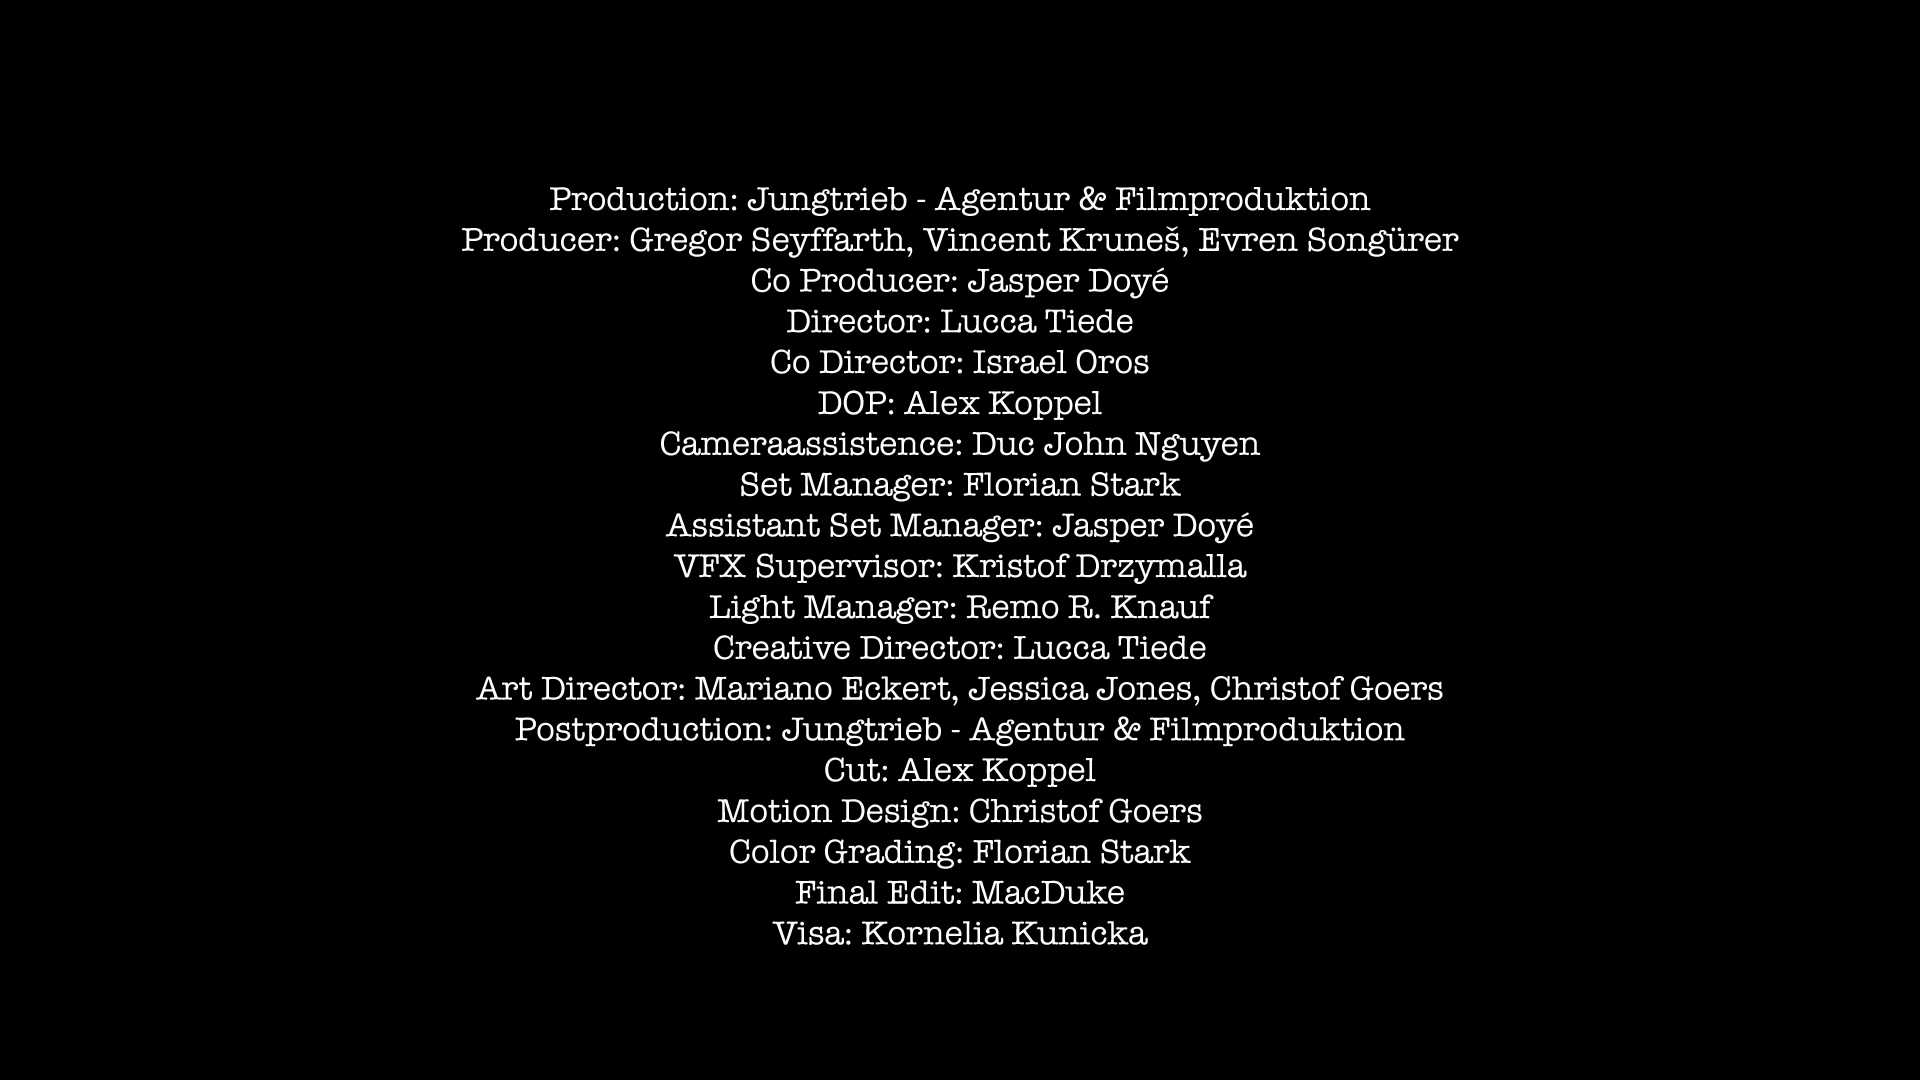 Production: Jungtrieb - Agentur & Filmproduktion
Producer: Gregor Seyffarth, Vincent Kruneš, Evren Songürer
Co Producer: Jasper Doyé
Director: Lucca Tiede
Co Director: Israel Oros
DOP: Alex Koppel
Cameraassistence: Duc John Nguyen
Set Manager: Florian Stark
Assistant Set Manager: Jasper Doyé
VFX Supervisor: Kristof Drzymalla
Light Manager: Remo R. Knauf
Creative Director: Lucca Tiede
Art Director: Mariano Eckert, Jessica Jones, Christof Goers
Postproduction: Jungtrieb - Agentur & Filmproduktion
Cut: Alex Koppel
Motion Design: Christof Goers
Color Grading: Florian Stark
Final Edit: MacDuke
Visa: Kornelia Kunicka